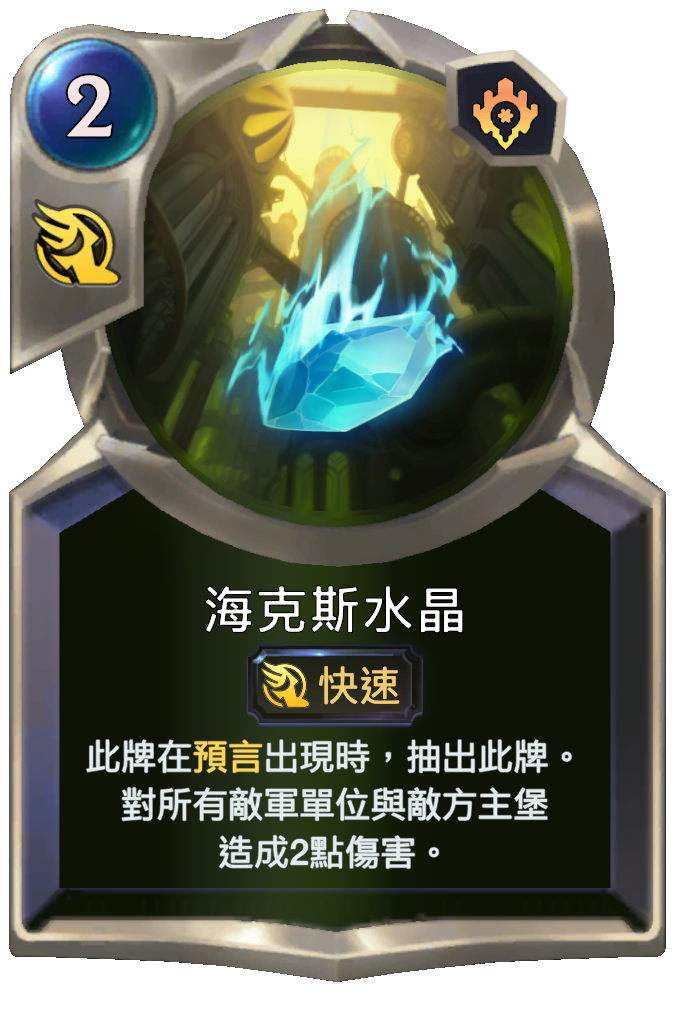 2
海克斯水晶
快速
此牌在預言出現時，抽出此牌。
對所有敵軍單位與敵方主堡
造成2點傷害。